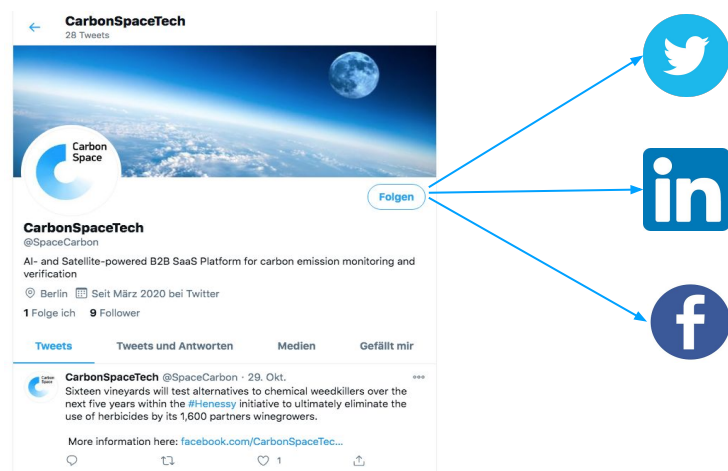 CarbonSpaceTech
28 Tweets
Carbon
Space
Folgen
CarbonSpaceTech
@SpaceCarbon
AI- and Satellite-powered B2B SaaS Platform for carbon emission monitoring and
verification
Berlin Seit März 2020 bei Twitter
1 Folge ich 9 Follower
Tweets Tweets und Antworten Medien Gefällt mir
Carbon
Space
CarbonSpaceTech @SpaceCarbon · 29. Okt.
Sixteen vineyards will test alternatives to chemical weedkillers over the
next five years within the #Henessy initiative to ultimately eliminate the
use of herbicides by its 1,600 partners winegrowers.
More information here: facebook.com/CarbonSpaceTec...
1
in
f